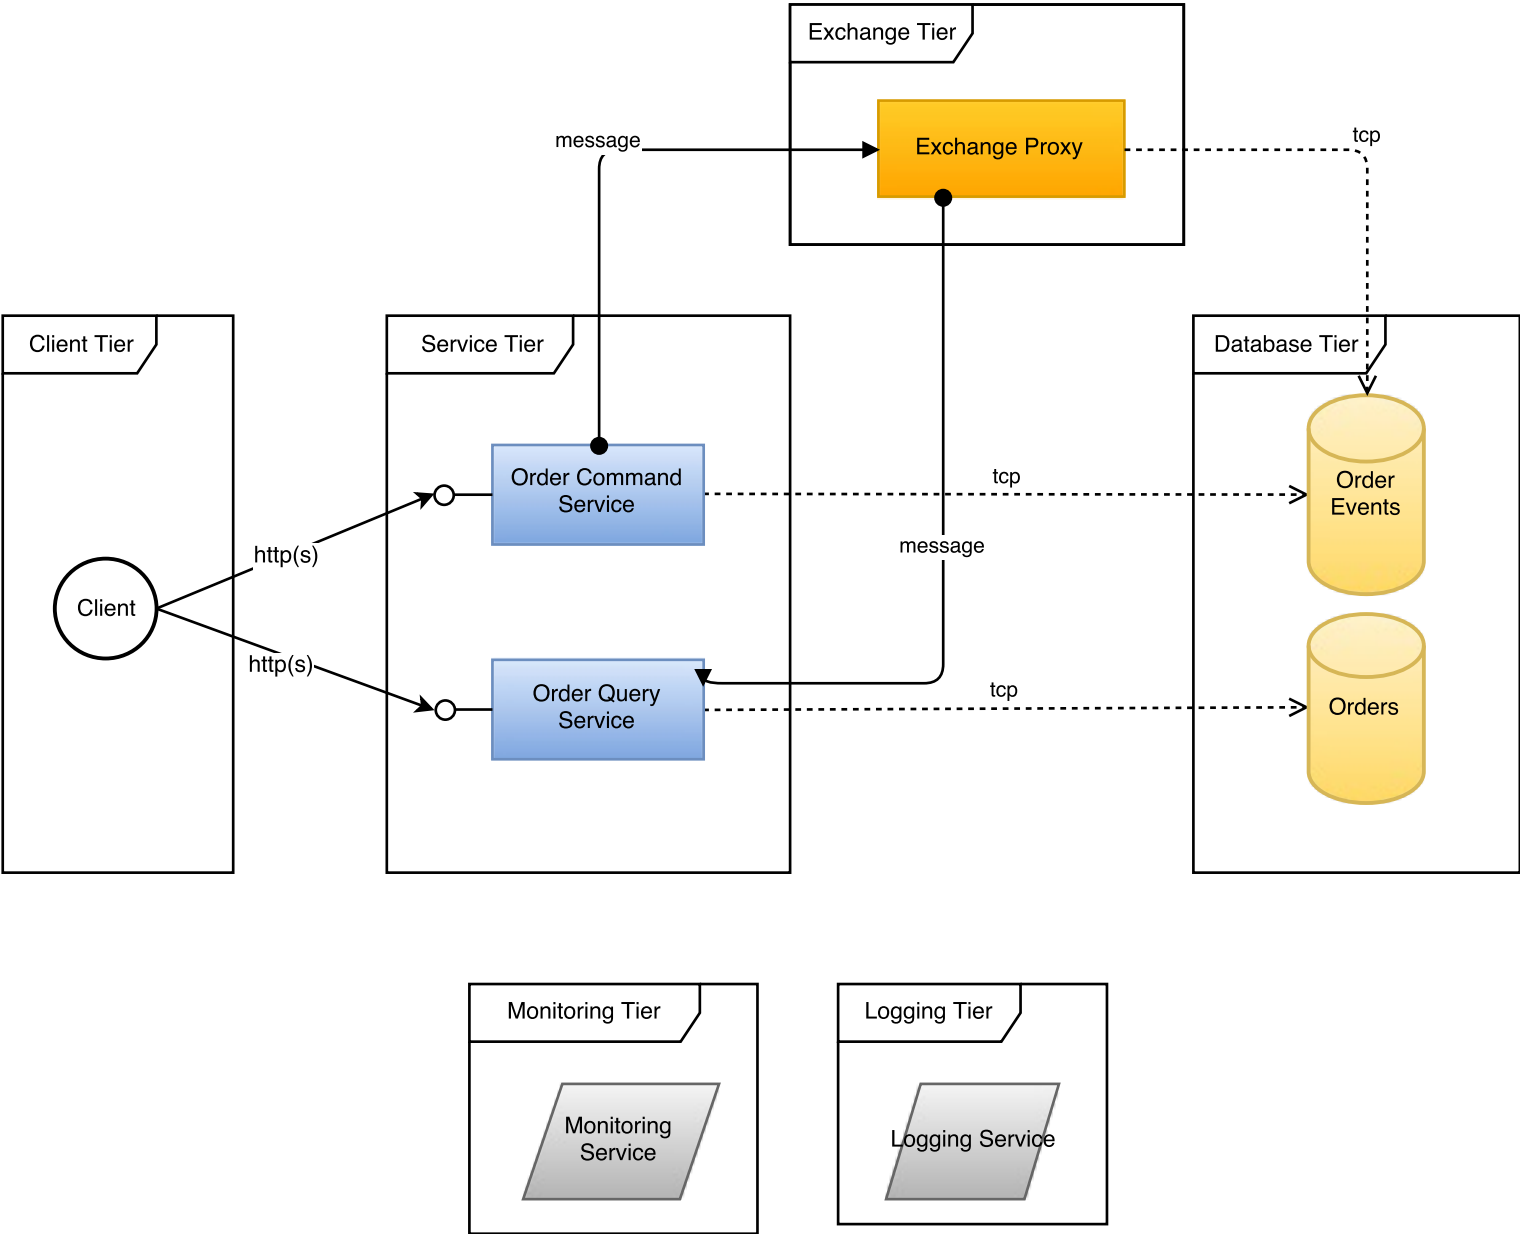 Exchange Tier
Exchange Proxy
message
tcp
Client Tier
Service Tier
Database Tier
Order Command
Service
tcp
Order
Events
http(s)
message
Client
http(s)
Order Query
Service
tcp
Orders
Monitoring Tier
Logging Tier
Monitoring
Service
Logging Service